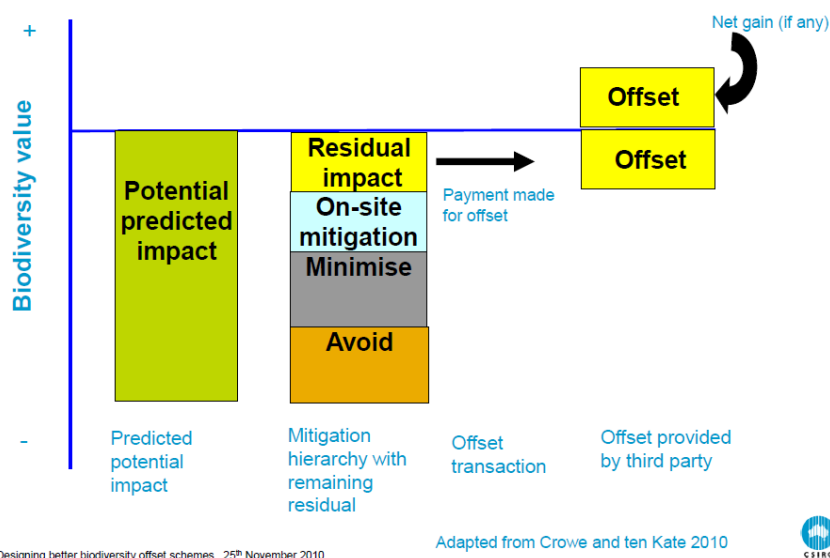 +
Net gain (if any)
Biodiversity value
Offset
Potential
predicted
impact
Residual
impact
On-site
mitigation
Minimise
Avoid
Payment made
for offset
Offset
-
Predicted
potential
impact
Mitigation
hierarchy with
remaining
residual
Offset
transaction
Offset provided
by third party
Designing better biodiversity offset schemes 25th November 2010
Adapted from Crowe and ten Kate 2010
CSIRO